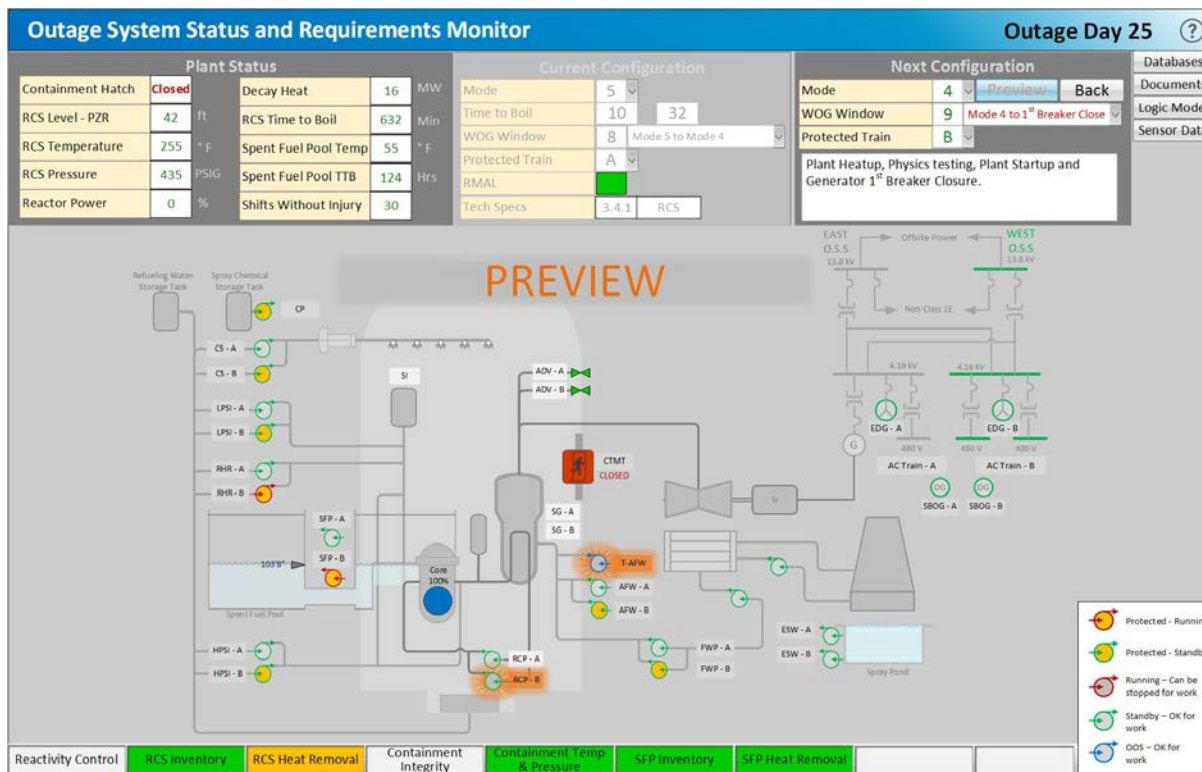 Outage System Status and Requirements Monitor
Outage Day 25
?
Plant Status
Containment Hatch Closed
RCS Level - PZR 42 ft
RCS Temperature 255 ° F
RCS Pressure 435 PSIG
Reactor Power 0 %
Decay Heat 16 MW
RCS Time to Boil 632 Min
Spent Fuel Pool Temp 55 ° F
Spent Fuel Pool TTB 124 Hrs
Shifts Without Injury 30
Current Configuration
Mode 5
Time to Boil 10 32
WOG Window 8 Mode 5 to Mode 4
Protected Train A
RMAL
Tech Specs 3.4.1 RCS
Next Configuration
Mode 4 Preview Back
WOG Window 9 Mode 4 to 1st Breaker Close
Protected Train B
Plant Heatup, Physics testing, Plant Startup and
Generator 1st Breaker Closure.
Databases
Documents
Logic Mode
Sensor Data
PREVIEW
Refueling Water
Storage Tank
Spray Chemical
Storage Tank
CP
CS - A
CS - B
LPSI - A
LPSI - B
RHR - A
RHR - B
SI
ADV - A
ADV - B
CTMT
CLOSED
SG - A
SG - B
SFP - A
SFP - B
103'8"
Spent Fuel Pool
Core
100%
T-AFW
AFW - A
AFW - B
HPSI - A
HPSI - B
RCP - A
RCP - B
FWP - A
FWP - B
ESW - A
ESW - B
Spray Pond
EAST
O.S.S
13.8 kV
Offsite Power
WEST
O.S.S
13.8 kV
Non-Class 1E
4.16 kV
4.16 kV
EDG - A
EDG - B
G
480 V
480 V
480 V
AC Train - A
AC Train - B
DG
DG
SBOG - A
SBOG - B
G
Protected - Runnin
Protected - Standb
Running – Can be
stopped for work
Standby – OK for
work
OOS – OK for
work
Reactivity Control
RCS Inventory
RCS Heat Removal
Containment
Integrity
Containment Temp
& Pressure
SFP Inventory
SFP Heat Removal